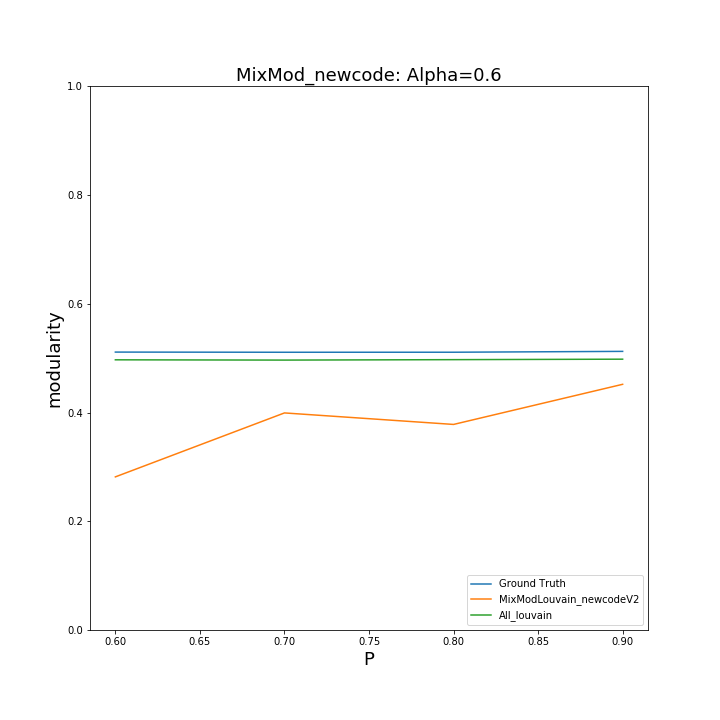 MixMod_newcode: Alpha=0.6
1.0
0.8
0.6
0.4
0.2
0.0
modularity
0.60 0.65 0.70 0.75 0.80 0.85 0.90
P
Ground Truth
MixModLouvain_newcodeV2
All_louvain